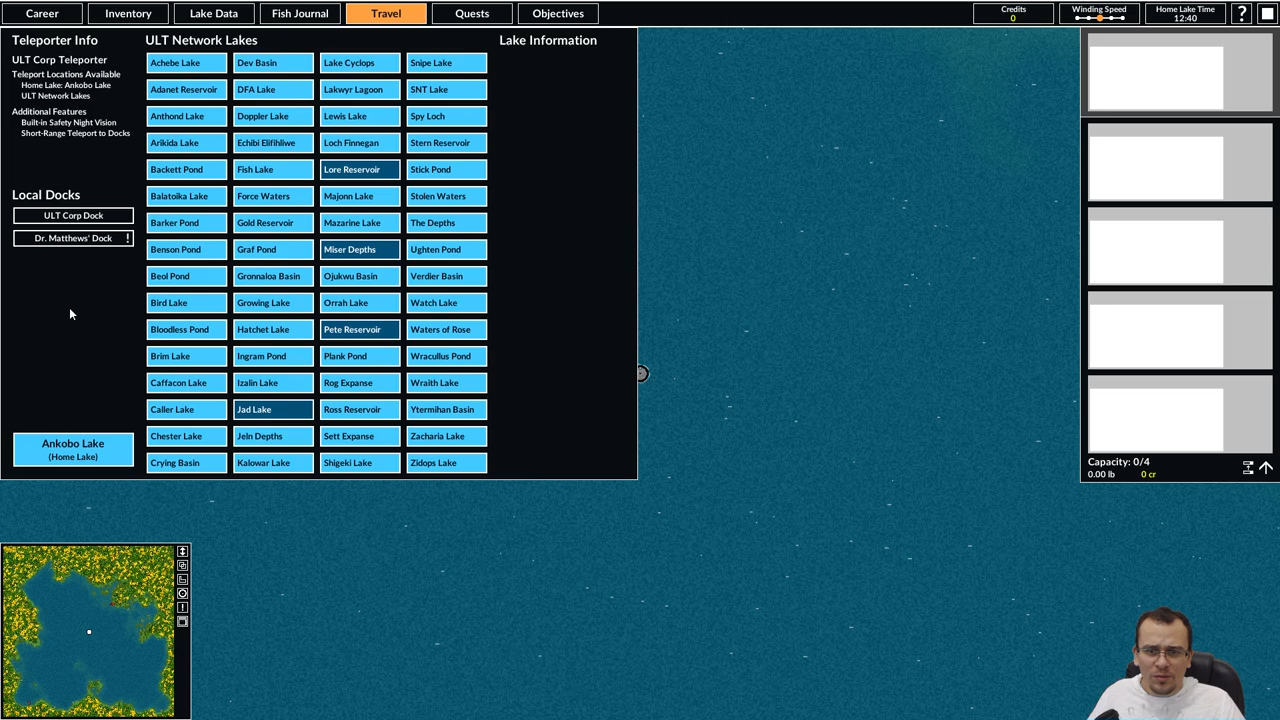 Career Inventory Lake Data Fish Journal Travel Quests Objectives Credits 0 Winding Speed Home Lake Time 12:40 ?
Teleporter Info
ULT Corp Teleporter
Teleport Locations Available
Home Lake: Ankobo Lake
ULT Network Lakes
Additional Features
Built-in Safety Night Vision
Short-Range Teleport to Docks
Local Docks
ULT Corp Dock
Dr. Matthews' Dock !
Ankobo Lake
(Home Lake)
ULT Network Lakes
Achebe Lake Dev Basin Lake Cyclops Snipe Lake
Adanet Reservoir DFA Lake Lakwyr Lagoon SNT Lake
Anthond Lake Doppler Lake Lewis Lake Spy Loch
Arikida Lake Echibi Elifihliwe Loch Finnegan Stern Reservoir
Backett Pond Fish Lake Lore Reservoir Stick Pond
Balatoika Lake Force Waters Majonn Lake Stolen Waters
Barker Pond Gold Reservoir Mazarine Lake The Depths
Benson Pond Graf Pond Miser Depths Ughten Pond
Beol Pond Gronnaloa Basin Ojukwu Basin Verdier Basin
Bird Lake Growing Lake Orrah Lake Watch Lake
Bloodless Pond Hatchet Lake Pete Reservoir Waters of Rose
Brim Lake Ingram Pond Plank Pond Wracullus Pond
Caffacon Lake Izalin Lake Rog Expanse Wraith Lake
Caller Lake Jad Lake Ross Reservoir Ytermihan Basin
Chester Lake Jeln Depths Sett Expanse Zacharia Lake
Crying Basin Kalowar Lake Shigeki Lake Zidops Lake
Lake Information
Capacity: 0/4
0.00 lb 0 cr
!